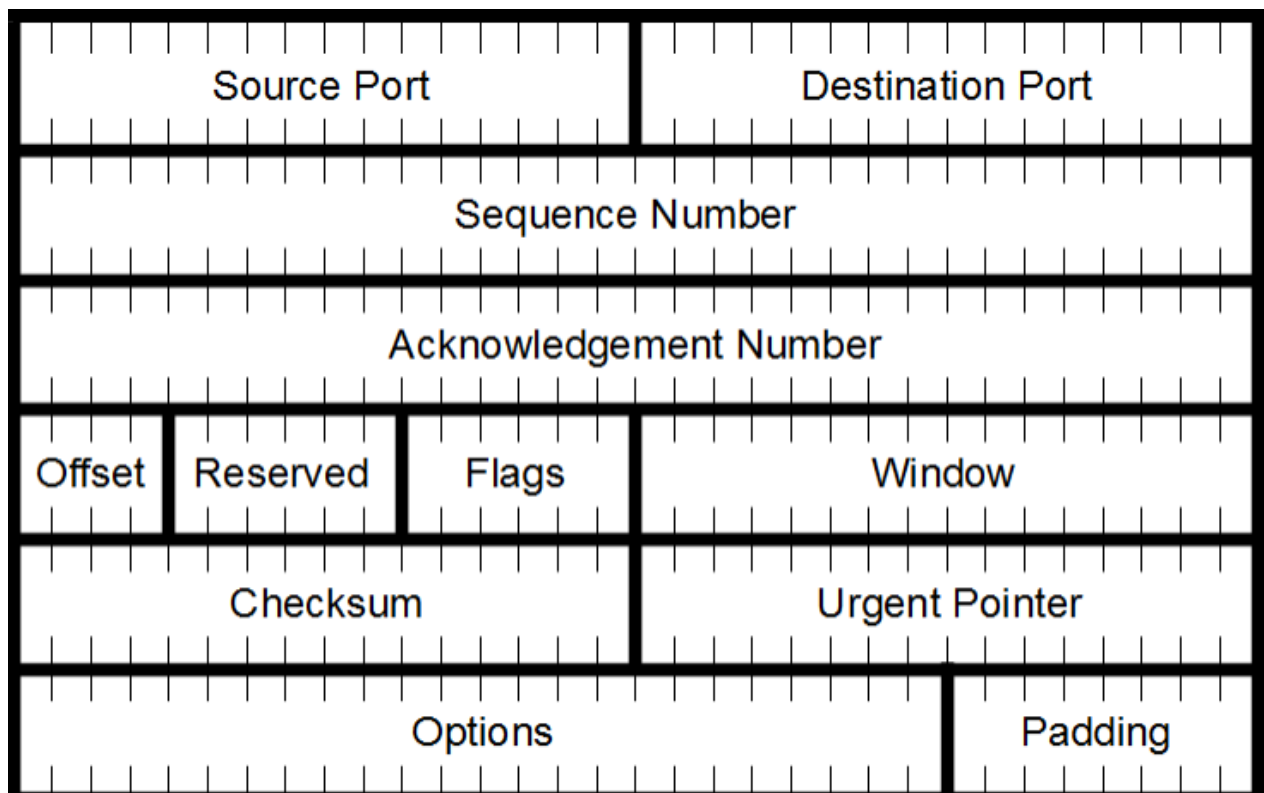 Source Port Destination Port
Sequence Number
Acknowledgement Number
Offset Reserved Flags Window
Checksum Urgent Pointer
Options Padding